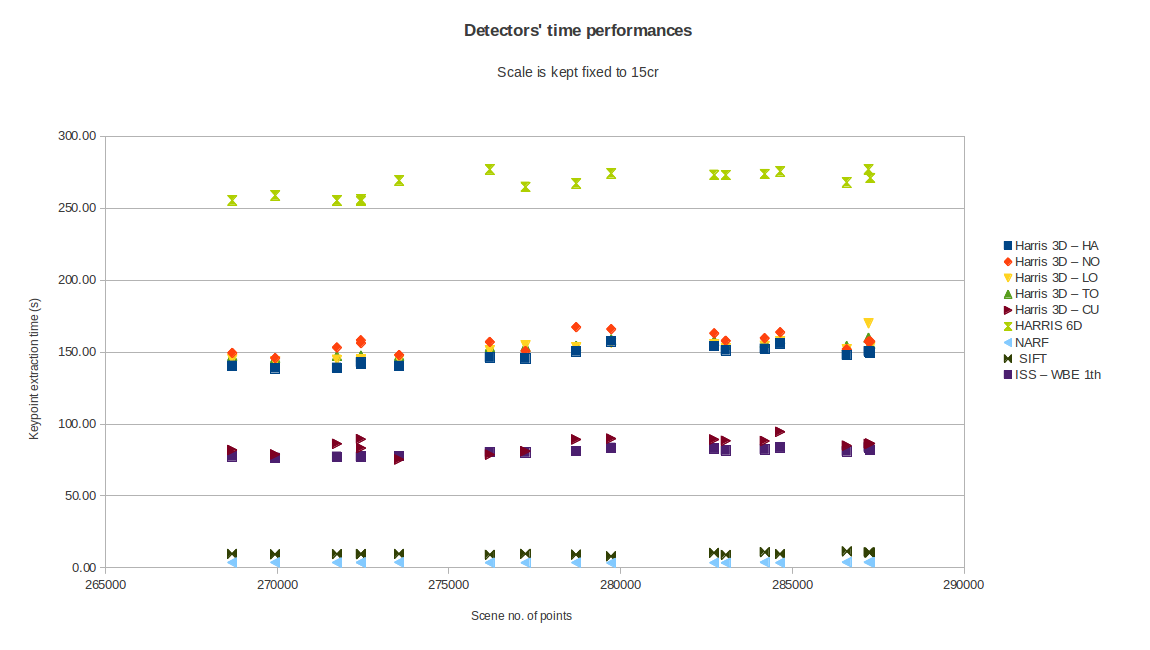 Detectors' time performances
Scale is kept fixed to 15cr
300.00
250.00
200.00
150.00
100.00
50.00
0.00
Keypoint extraction time (s)
265000 270000 275000 280000 285000 290000
Scene no. of points
Harris 3D – HA
Harris 3D – NO
Harris 3D – LO
Harris 3D – TO
Harris 3D – CU
HARRIS 6D
NARF
SIFT
ISS – WBE 1th